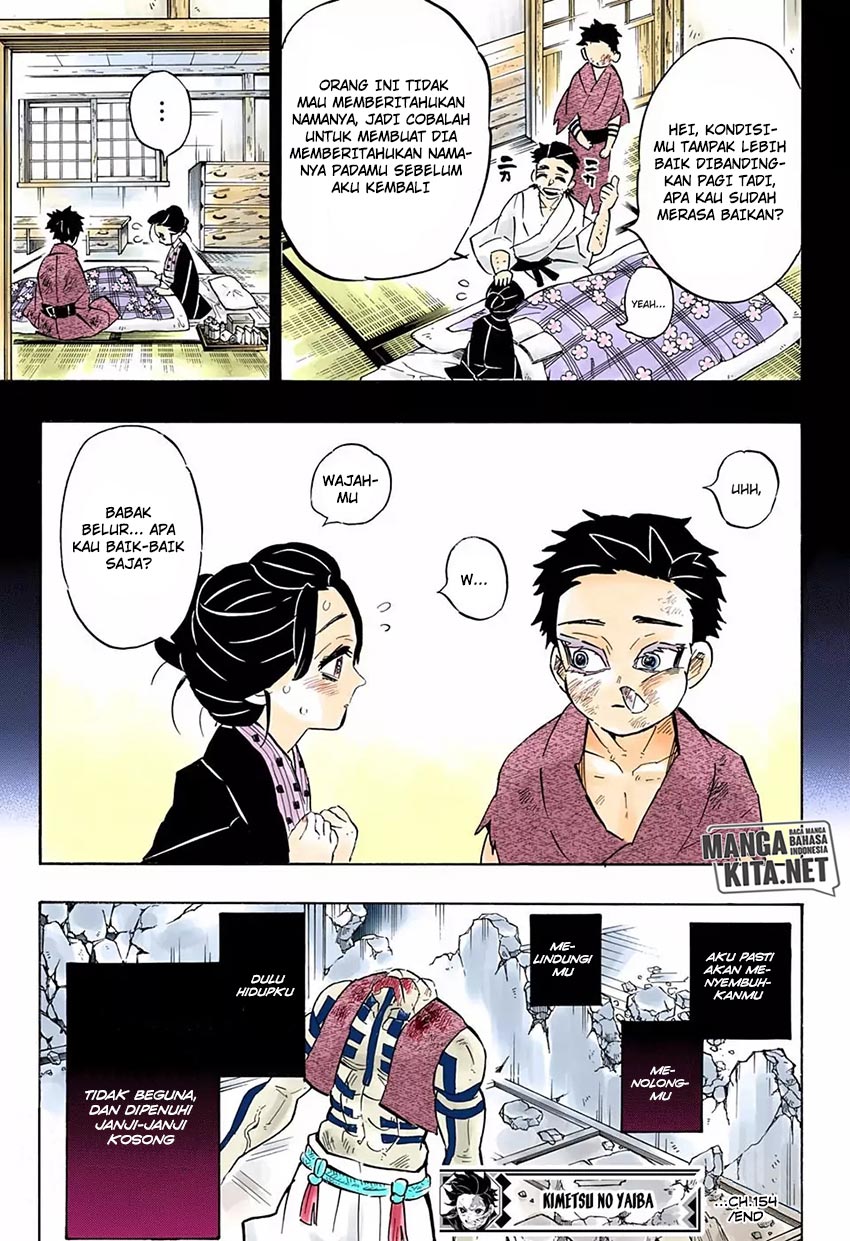 HEI, KONDISI-
MU TAMPAK LEBIH
BAIK DIBANDING-
KAN PAGI TADI,
APA KAU SUDAH
MERASA BAIKAN?
YEAH...
ORANG INI TIDAK
MAU MEMBERITAHUKAN
NAMANYA, JADI COBALAH
UNTUK MEMBUAT DIA
MEMBERITAHUKAN NAMA-
NYA PADAMU SEBELUM
AKU KEMBALI
ニカ
ニカ
...
UHH,
W...
WAJAH-
MU
BABAK
BELUR... APA
KAU BAIK-BAIK
SAJA?
MANGA
KITA.NET
BACA MANGA
BAHASA
INDONESIA
AKU PASTI
AKAN ME-
NYEMBUH-
KANMU
ME-
NOLONG-
MU
ME-
LINDUNGI
MU
DULU
HIDUPKU
TIDAK BEGUNA,
DAN DIPENUHI
JANJI-JANJI
KOSONG
KIMETSU NO YAIBA
...CH.154
/END